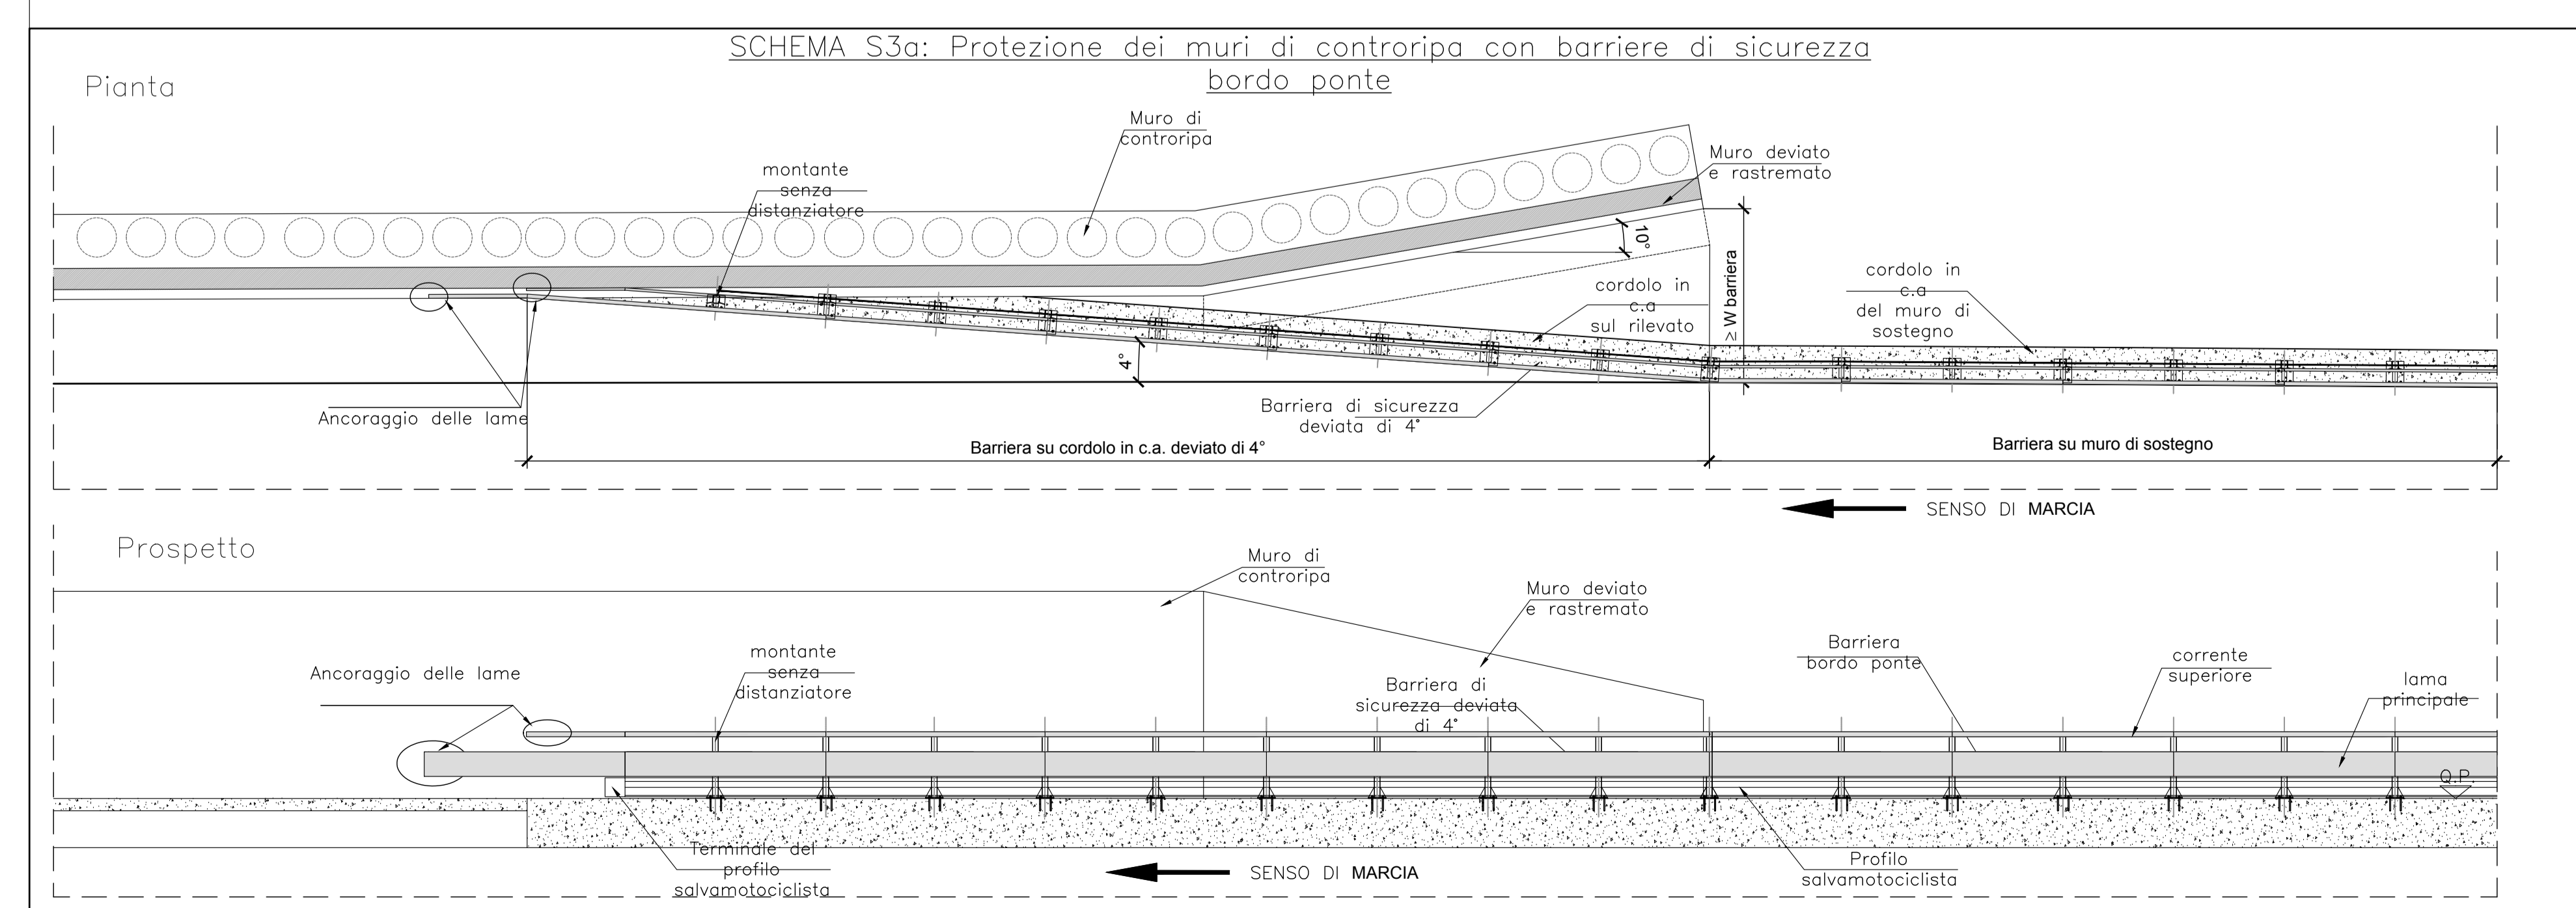 SCHEMA S3a: Protezione dei muri di controripa con barriere di sicurezza
bordo ponte
Pianta
Muro di
controripa
montante
senza
distanziatore
Muro deviato
e rastremato
10°
≥ W barriera
cordolo in
c.a
sul rilevato
cordolo in
c.a
del muro di
sostegno
4°
Ancoraggio delle lame
Barriera di sicurezza
deviata di 4°
Barriera su cordolo in c.a. deviato di 4°
Barriera su muro di sostegno
SENSO DI MARCIA
Prospetto
Muro di
controripa
Muro deviato
e rastremato
montante
senza
distanziatore
Ancoraggio delle lame
Barriera di
sicurezza deviata
di 4°
Barriera
bordo ponte
corrente
superiore
lama
principale
Q.P.
Terminale del
profilo
salvamotociclista
SENSO DI MARCIA
Profilo
salvamotociclista